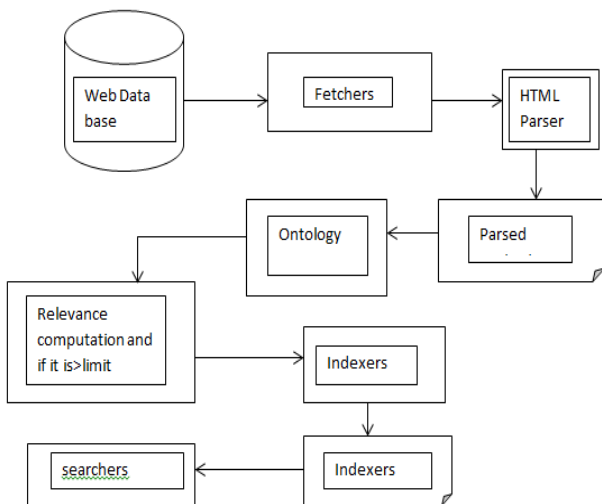 Web Data
base
Fetchers
HTML
Parser
Ontology
Parsed
Relevance
computation and
if it is>limit
Indexers
searchers
Indexers